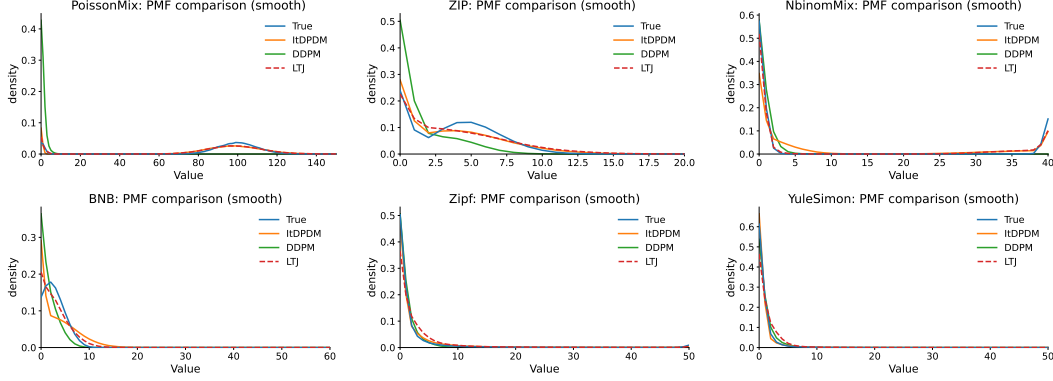 PoissonMix: PMF comparison (smooth)
density
0.4
0.3
0.2
0.1
0.0
0 20 40 60 80 100 120 140
Value
True
ItDPDM
DDPM
LTJ
ZIP: PMF comparison (smooth)
density
0.5
0.4
0.3
0.2
0.1
0.0
0.0 2.5 5.0 7.5 10.0 12.5 15.0 17.5 20.0
Value
True
ItDPDM
DDPM
LTJ
NbinomMix: PMF comparison (smooth)
density
0.6
0.5
0.4
0.3
0.2
0.1
0.0
0 5 10 15 20 25 30 35 40
Value
True
ItDPDM
DDPM
LTJ
BNB: PMF comparison (smooth)
density
0.3
0.2
0.1
0.0
0 10 20 30 40 50 60
Value
True
ItDPDM
DDPM
LTJ
Zipf: PMF comparison (smooth)
density
0.5
0.4
0.3
0.2
0.1
0.0
0 10 20 30 40 50
Value
True
ItDPDM
DDPM
LTJ
YuleSimon: PMF comparison (smooth)
density
0.6
0.5
0.4
0.3
0.2
0.1
0.0
0 10 20 30 40 50
Value
True
ItDPDM
DDPM
LTJ